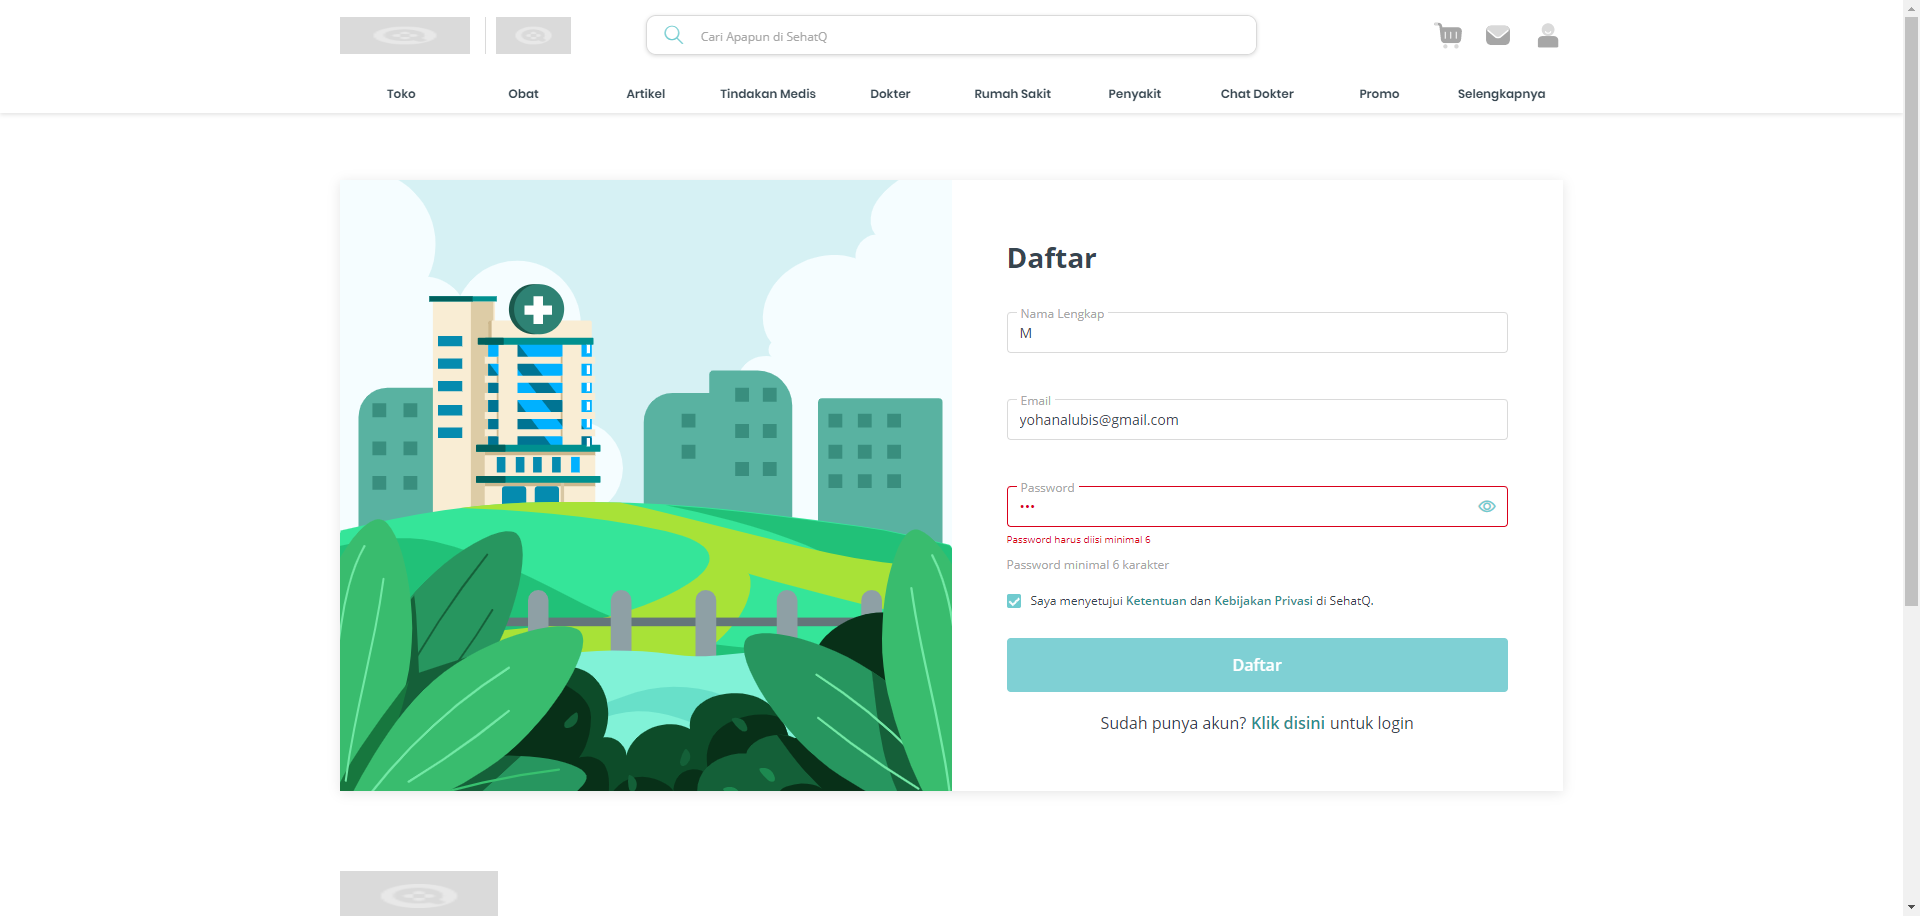 Cari Apapun di SehatQ
Toko Obat Artikel Tindakan Medis Dokter Rumah Sakit Penyakit Chat Dokter Promo Selengkapnya
Daftar
Nama Lengkap
M
Email
yohanalubis@gmail.com
Password
•••
Password harus diisi minimal 6
Password minimal 6 karakter
Saya menyetujui Ketentuan dan Kebijakan Privasi di SehatQ.
Daftar
Sudah punya akun? Klik disini untuk login